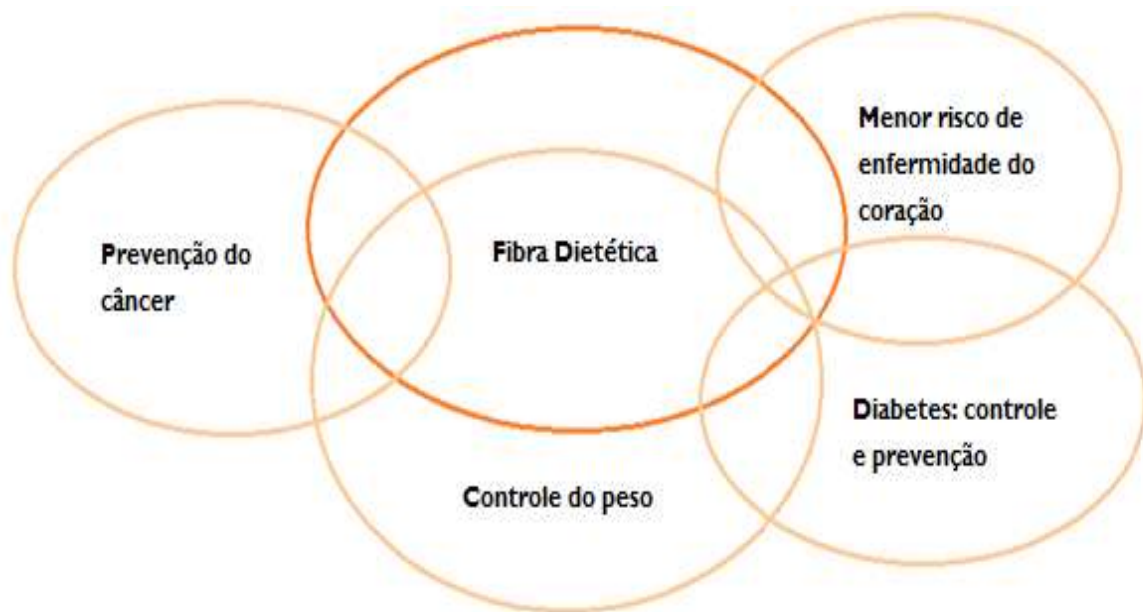 Menor risco de
enfermidade do
coração
Prevenção do
câncer
Fibra Dietética
Diabetes: controle
e prevenção
Controle do peso